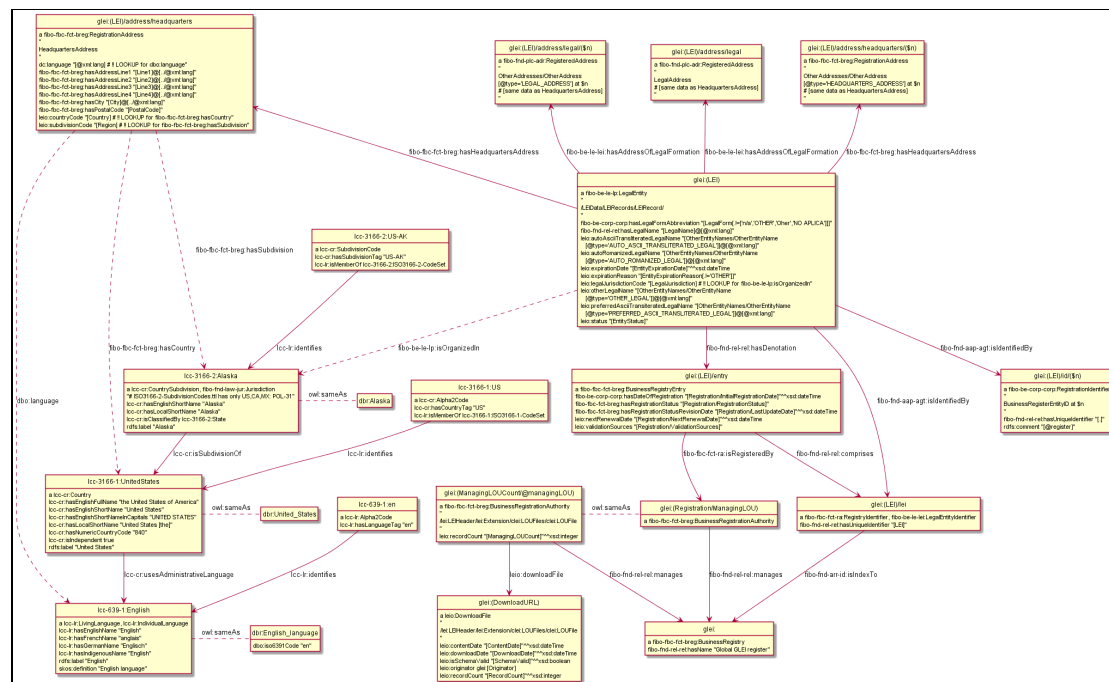 glei:(LEI)/address/headquarters
a fibo-fbc-fct-breg:RegistrationAddress
"
HeadquartersAddress
"
dc:language "[@xml:lang] # !! LOOKUP for dbo:language"
fibo-fbc-fct-breg:hasAddressLine1 "[Line1]@[../@xml:lang]
fibo-fbc-fct-breg:hasAddressLine2 "[Line2]@[../@xml:lang]
fibo-fbc-fct-breg:hasAddressLine3 "[Line3]@[../@xml:lang]
fibo-fbc-fct-breg:hasAddressLine4 "[Line4]@[../@xml:lang]
fibo-fbc-fct-breg:hasCity "[City]@[../@xml:lang]
fibo-fbc-fct-breg:hasPostalCode "[PostalCode]"
leio:countryCode "[Country] # !! LOOKUP for fibo-fbc-fct-breg:hasCountry"
leio:subdivisionCode "[Region] # !! LOOKUP for fibo-fbc-fct-breg:hasSubdivision"
glei:(LEI)/address/legal/($n)
a fibo-fnd-plc-adr:RegisteredAddress
"
OtherAddresses/OtherAddress
[@type='LEGAL_ADDRESS'] at $n
# [same data as HeadquartersAddress]
glei:(LEI)/address/legal
a fibo-fnd-plc-adr:RegisteredAddress
"
LegalAddress
# [same data as HeadquartersAddress]
glei:(LEI)/address/headquarters/($n)
a fibo-fbc-fct-breg:RegistrationAddress
"
OtherAddresses/OtherAddress
[@type='HEADQUARTERS_ADDRESS'] at $n
# [same data as HeadquartersAddress]
fibo-fbc-fct-breg:hasHeadquartersAddress
fibo-be-le-lei:hasAddressOfLegalFormation
fibo-be-le-lei:hasAddressOfLegalFormation
fibo-fbc-fct-breg:hasHeadquartersAddress
glei:(LEI)
a fibo-be-le-lp:LegalEntity
"
/LEIData/LEIRecords/LEIRecord/
"
fibo-be-corp-corp:hasLegalFormAbbreviation "[LegalForm[.!=('n/a','OTHER','Other','NO APLICA')]]"
fibo-fnd-rel-rel:hasLegalName "[LegalName]@[@xml:lang]
leio:autoAsciiTransliteratedLegalName "[OtherEntityNames/OtherEntityName
[@type='AUTO_ASCII_TRANSLITERATED_LEGAL']]@[@xml:lang]
leio:autoRomanizedLegalName "[OtherEntityNames/OtherEntityName
[@type='AUTO_ROMANIZED_LEGAL']]@[@xml:lang]
leio:expirationDate "[EntityExpirationDate]"^^xsd:dateTime
leio:expirationReason "[EntityExpirationReason[.!='OTHER']]"
leio:legalJurisdictionCode "[LegalJurisdiction] # !! LOOKUP for fibo-be-le-lp:isOrganizedIn"
leio:otherLegalName "[OtherEntityNames/OtherEntityName
[@type='OTHER_LEGAL']]@[@xml:lang]
leio:preferredAsciiTransliteratedLegalName "[OtherEntityNames/OtherEntityName
[@type='PREFERRED_ASCII_TRANSLITERATED_LEGAL']]@[@xml:lang]
leio:status "[EntityStatus]"
fibo-fbc-fct-breg:hasSubdivision
lcc-3166-2:US-AK
a lcc-cr:SubdivisionCode
lcc-cr:hasSubdivisionTag "US-AK"
lcc-lr:isMemberOf lcc-3166-2:ISO3166-2-CodeSet
fibo-fbc-fct-breg:hasCountry
lcc-lr:identifies
fibo-be-le-lp:isOrganizedIn
fibo-fnd-rel-rel:hasDenotation
fibo-fnd-aap-agt:isIdentifiedBy
dbo:language
lcc-3166-2:Alaska
a lcc-cr:CountrySubdivision, fibo-fnd-law-jur:Jurisdiction
"# ISO3166-2-SubdivisionCodes.ttl has only US,CA,MX: POL-31"
lcc-cr:hasEnglishShortName "Alaska"
lcc-cr:hasLocalShortName "Alaska"
lcc-cr:isClassifiedBy lcc-3166-2:State
rdfs:label "Alaska"
owl:sameAs
dbr:Alaska
lcc-3166-1:US
a lcc-cr:Alpha2Code
lcc-cr:hasCountryTag "US"
lcc-lr:isMemberOf lcc-3166-1:ISO3166-1-CodeSet
glei:(LEI)/entry
a fibo-fbc-fct-breg:BusinessRegistryEntry
fibo-be-corp-corp:hasDateOfRegistration "[Registration/InitialRegistrationDate]"^^xsd:dateTime
fibo-fbc-fct-breg:hasRegistrationStatus "[Registration/RegistrationStatus]"
fibo-fbc-fct-breg:hasRegistrationStatusRevisionDate "[Registration/LastUpdateDate]"^^xsd:dateTime
leio:nextRenewalDate "[Registration/NextRenewalDate]"^^xsd:dateTime
leio:validationSources "[Registration/ValidationSources]"
fibo-fnd-aap-agt:isIdentifiedBy
glei:(LEI)/id/($n)
a fibo-be-corp-corp:RegistrationIdentifier
"
BusinessRegisterEntityID at $n
"
fibo-fnd-rel-rel:hasUniqueIdentifier "[.]"
rdfs:comment "[@register]"
lcc-cr:isSubdivisionOf
lcc-lr:identifies
fibo-fbc-fct-ra:isRegisteredBy
fibo-fnd-rel-rel:comprises
lcc-3166-1:UnitedStates
a lcc-cr:Country
lcc-cr:hasEnglishFullName "the United States of America"
lcc-cr:hasEnglishShortName "United States"
lcc-cr:hasEnglishShortNameInCapitals "UNITED STATES"
lcc-cr:hasLocalShortName "United States [the]"
lcc-cr:hasNumericCountryCode "840"
lcc-cr:isIndependent true
rdfs:label "United States"
owl:sameAs
dbr:United_States
lcc-639-1:en
a lcc-lr:Alpha2Code
lcc-lr:hasLanguageTag "en"
glei:(ManagingLOUCount/@managingLOU)
a fibo-fbc-fct-breg:BusinessRegistryAuthority
"
/lei:LEIHeader/lei:Extension/clei:LOUFiles/clei:LOUFile
"
leio:recordCount "[ManagingLOUCount]"^^xsd:integer
owl:sameAs
glei:(Registration/ManagingLOU)
a fibo-fbc-fct-breg:BusinessRegistryAuthority
glei:(LEI)/lei
a fibo-fbc-fct-ra:RegistryIdentifier, fibo-be-le-lei:LegalEntityIdentifier
fibo-fnd-rel-rel:hasUniqueIdentifier "[LEI]"
lcc-cr:usesAdministrativeLanguage
lcc-lr:identifies
leio:downloadFile
fibo-fnd-rel-rel:manages
fibo-fnd-rel-rel:manages
fibo-fnd-arr-id:isIndexTo
lcc-639-1:English
a lcc-lr:LivingLanguage, lcc-lr:IndividualLanguage
lcc-lr:hasEnglishName "English"
lcc-lr:hasFrenchName "anglais"
lcc-lr:hasGermanName "Englisch"
lcc-lr:hasIndigenousName "English"
rdfs:label "English"
skos:definition "English language"
owl:sameAs
dbr:English_language
dbo:iso6391Code "en"
glei:(DownloadURL)
a leio:DownloadFile
"
/lei:LEIHeader/lei:Extension/clei:LOUFiles/clei:LOUFile
"
leio:contentDate "[ContentDate]"^^xsd:dateTime
leio:downloadDate "[DownloadDate]"^^xsd:dateTime
leio:isSchemaValid "[SchemaValid]"^^xsd:boolean
leio:originator glei:(Originator)
leio:recordCount "[RecordCount]"^^xsd:integer
glei:
a fibo-fbc-fct-breg:BusinessRegistry
fibo-fnd-rel-rel:hasName "Global GLEI register"